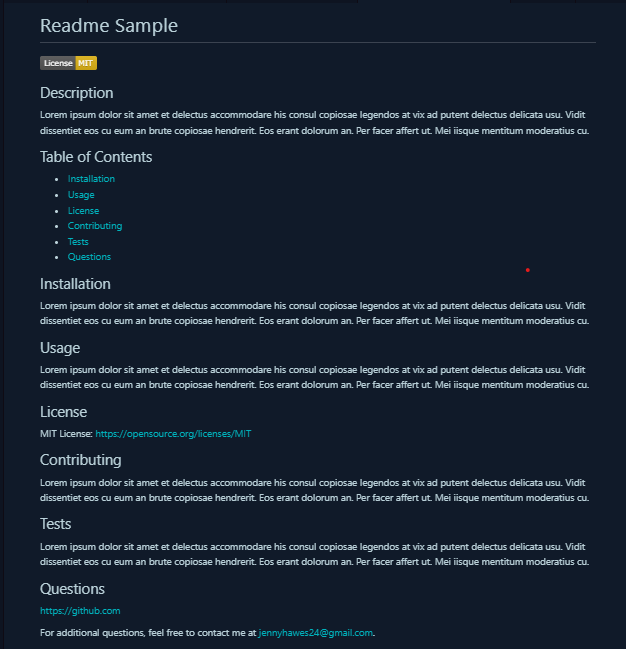 Readme Sample
License MIT
Description
Lorem ipsum dolor sit amet et delectus accommodare his consul copiosae legendos at vix ad putent delectus delicata usu. Vidit
dissentiet eos cu eum an brute copiosae hendrerit. Eos erant dolorum an. Per facer affert ut. Mei iisque mentitum moderatius cu.
Table of Contents
Installation
Usage
License
Contributing
Tests
Questions
Installation
Lorem ipsum dolor sit amet et delectus accommodare his consul copiosae legendos at vix ad putent delectus delicata usu. Vidit
dissentiet eos cu eum an brute copiosae hendrerit. Eos erant dolorum an. Per facer affert ut. Mei iisque mentitum moderatius cu.
Usage
Lorem ipsum dolor sit amet et delectus accommodare his consul copiosae legendos at vix ad putent delectus delicata usu. Vidit
dissentiet eos cu eum an brute copiosae hendrerit. Eos erant dolorum an. Per facer affert ut. Mei iisque mentitum moderatius cu.
License
MIT License: https://opensource.org/licenses/MIT
Contributing
Lorem ipsum dolor sit amet et delectus accommodare his consul copiosae legendos at vix ad putent delectus delicata usu. Vidit
dissentiet eos cu eum an brute copiosae hendrerit. Eos erant dolorum an. Per facer affert ut. Mei iisque mentitum moderatius cu.
Tests
Lorem ipsum dolor sit amet et delectus accommodare his consul copiosae legendos at vix ad putent delectus delicata usu. Vidit
dissentiet eos cu eum an brute copiosae hendrerit. Eos erant dolorum an. Per facer affert ut. Mei iisque mentitum moderatius cu.
Questions
https://github.com
For additional questions, feel free to contact me at jennyhawes24@gmail.com.